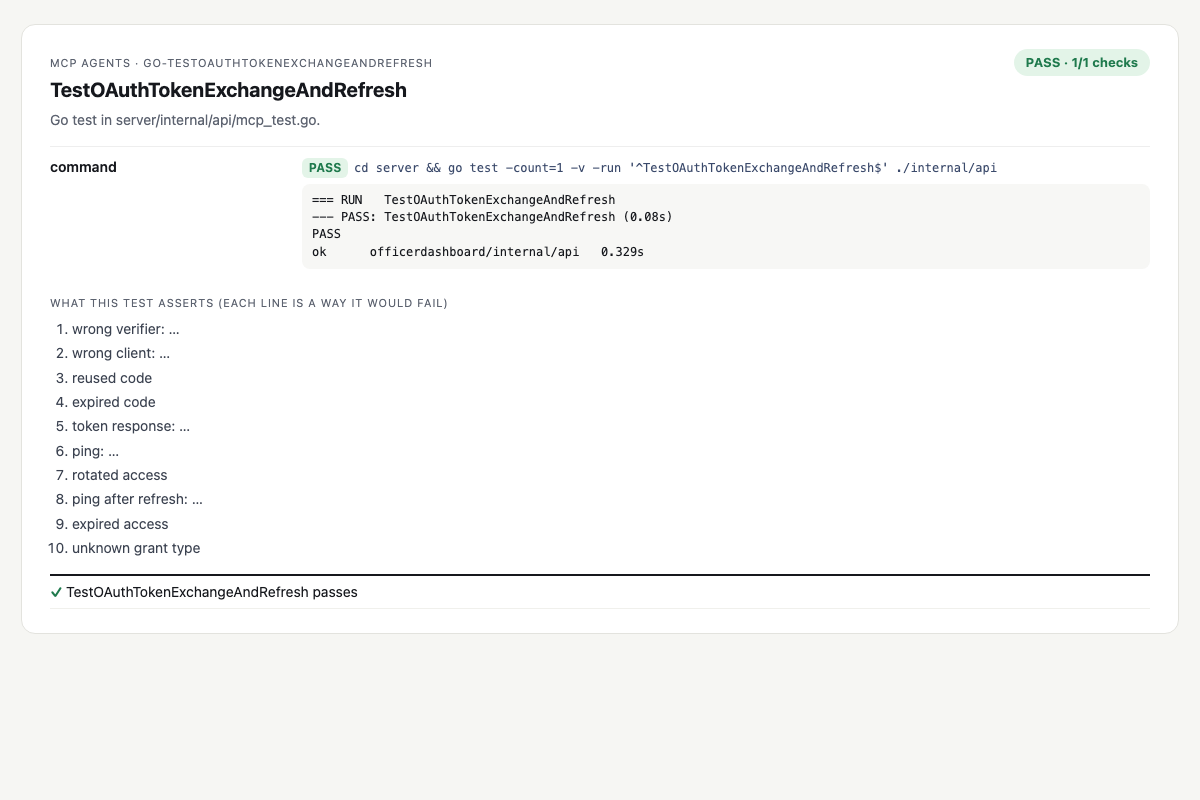 MCP AGENTS · GO-TESTOAUTHTOKENEXCHANGEANDREFRESH
PASS · 1/1 checks
TestOAuthTokenExchangeAndRefresh
Go test in server/internal/api/mcp_test.go.
command
PASS cd server && go test -count=1 -v -run '^TestOAuthTokenExchangeAndRefresh$' ./internal/api
=== RUN   TestOAuthTokenExchangeAndRefresh
--- PASS: TestOAuthTokenExchangeAndRefresh (0.08s)
PASS
ok      officerdashboard/internal/api   0.329s
WHAT THIS TEST ASSERTS (EACH LINE IS A WAY IT WOULD FAIL)
1. wrong verifier: …
2. wrong client: …
3. reused code
4. expired code
5. token response: …
6. ping: …
7. rotated access
8. ping after refresh: …
9. expired access
10. unknown grant type
✓ TestOAuthTokenExchangeAndRefresh passes